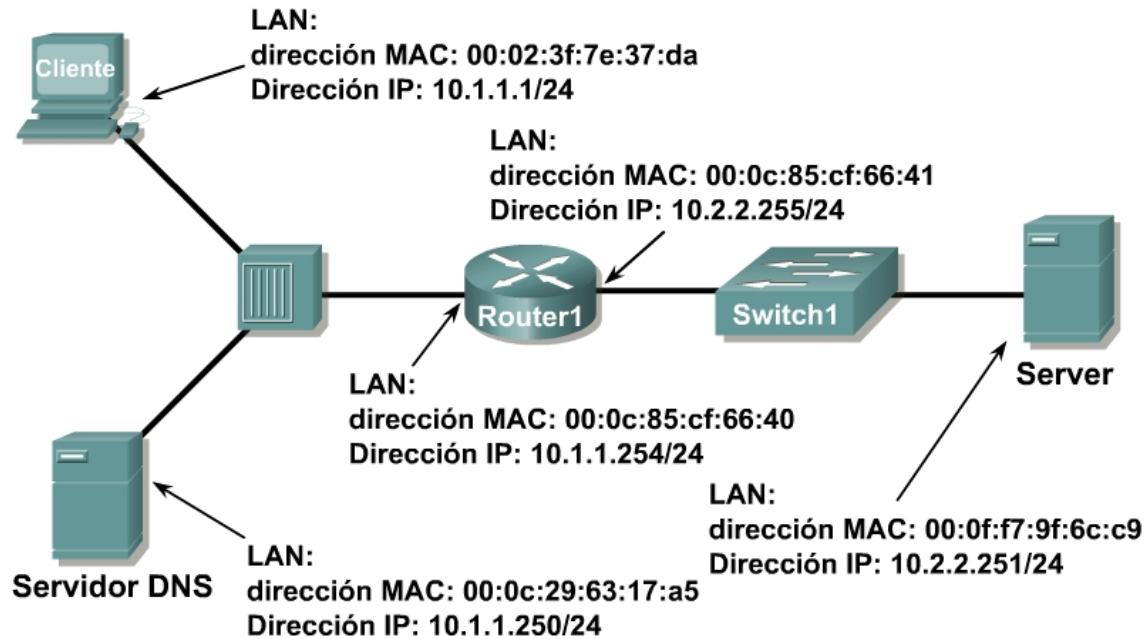 LAN:
dirección MAC: 00:02:3f:7e:37:da
Dirección IP: 10.1.1.1/24
Cliente
LAN:
dirección MAC: 00:0c:85:cf:66:41
Dirección IP: 10.2.2.255/24
Router1
Switch1
Server
LAN:
dirección MAC: 00:0c:85:cf:66:40
Dirección IP: 10.1.1.254/24
LAN:
dirección MAC: 00:0f:f7:9f:6c:c9
Dirección IP: 10.2.2.251/24
Servidor DNS
LAN:
dirección MAC: 00:0c:29:63:17:a5
Dirección IP: 10.1.1.250/24